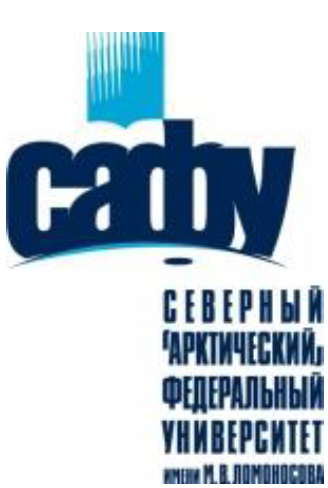 сафу
СЕВЕРНЫЙ
(АРКТИЧЕСКИЙ)
ФЕДЕРАЛЬНЫЙ
УНИВЕРСИТЕТ
ИМЕНИ М.В.ЛОМОНОСОВА